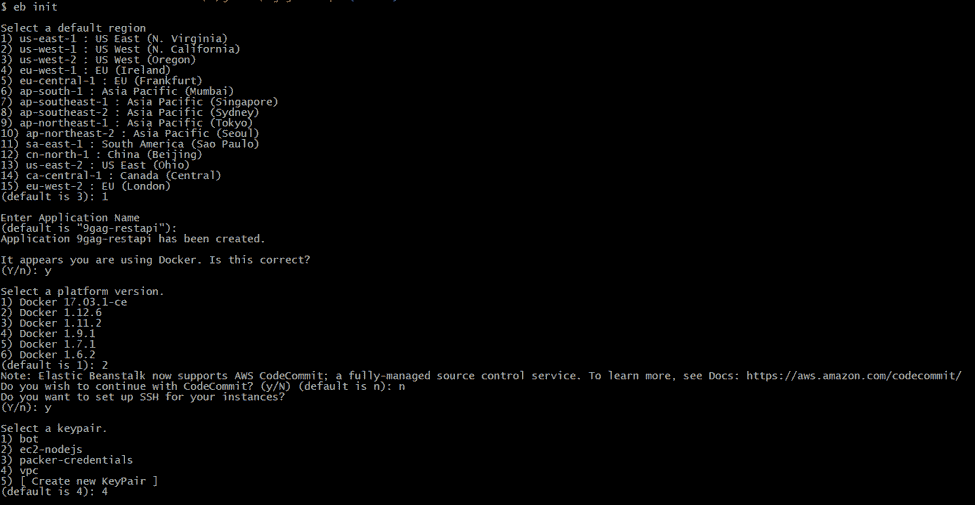 $ eb init
Select a default region
1) us-east-1 : US East (N. Virginia)
2) us-west-1 : US West (N. California)
3) us-west-2 : US West (Oregon)
4) eu-west-1 : EU (Ireland)
5) eu-central-1 : EU (Frankfurt)
6) ap-south-1 : Asia Pacific (Mumbai)
7) ap-southeast-1 : Asia Pacific (Singapore)
8) ap-southeast-2 : Asia Pacific (Sydney)
9) ap-northeast-1 : Asia Pacific (Tokyo)
10) ap-northeast-2 : Asia Pacific (Seoul)
11) sa-east-1 : South America (Sao Paulo)
12) cn-north-1 : China (Beijing)
13) us-east-2 : US East (Ohio)
14) ca-central-1 : Canada (Central)
15) eu-west-2 : EU (London)
(default is 3): 1
Enter Application Name
(default is "9gag-restapi"):
Application 9gag-restapi has been created.
It appears you are using Docker. Is this correct?
(Y/n): y
Select a platform version.
1) Docker 17.03.1-ce
2) Docker 1.12.6
3) Docker 1.11.2
4) Docker 1.9.1
5) Docker 1.7.1
6) Docker 1.6.2
(default is 1): 2
Note: Elastic Beanstalk now supports AWS CodeCommit; a fully-managed source control service. To learn more, see Docs: https://aws.amazon.com/codecommit/
Do you wish to continue with CodeCommit? (y/N) (default is n): n
Do you want to set up SSH for your instances?
(Y/n): y
Select a keypair.
1) bot
2) ec2-nodejs
3) packer-credentials
4) vpc
5) [ Create new KeyPair ]
(default is 4): 4